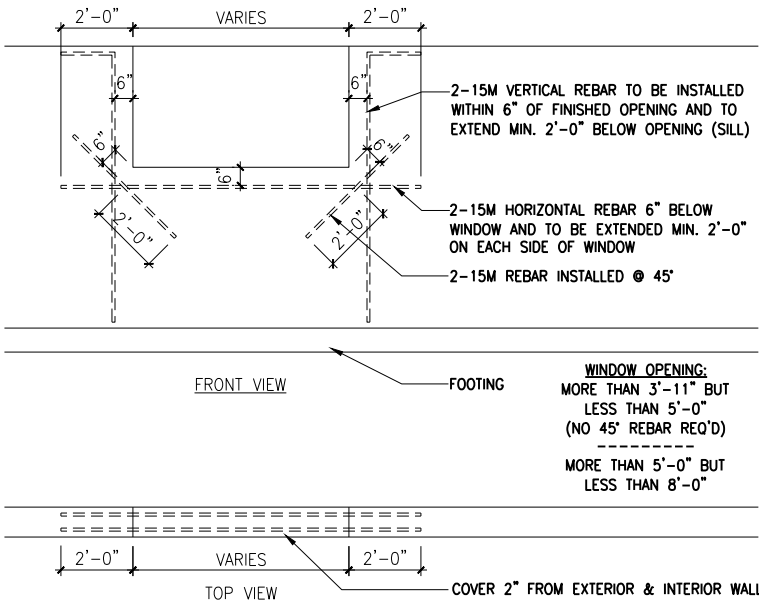 2'-0" VARIES 2'-0"
6" 6"
2-15M VERTICAL REBAR TO BE INSTALLED
WITHIN 6" OF FINISHED OPENING AND TO
EXTEND MIN. 2'-0" BELOW OPENING (SILL)
6" 6" 6"
2'-0" 2'-0"
2-15M HORIZONTAL REBAR 6" BELOW
WINDOW AND TO BE EXTENDED MIN. 2'-0"
ON EACH SIDE OF WINDOW
2-15M REBAR INSTALLED @ 45°
FRONT VIEW
FOOTING
WINDOW OPENING:
MORE THAN 3'-11" BUT
LESS THAN 5'-0"
(NO 45° REBAR REQ'D)
----------
MORE THAN 5'-0" BUT
LESS THAN 8'-0"
2'-0" VARIES 2'-0"
TOP VIEW
COVER 2" FROM EXTERIOR & INTERIOR WALL